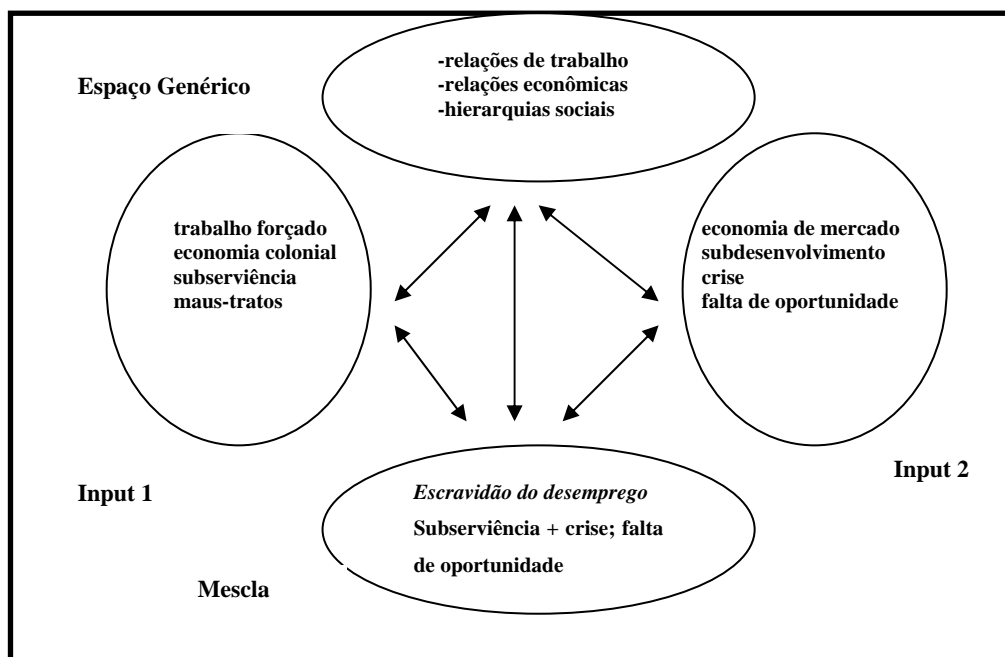 -relações de trabalho
-relações econômicas
-hierarquias sociais
Espaço Genérico
trabalho forçado
economia colonial
subserviência
maus-tratos
economia de mercado
subdesenvolvimento
crise
falta de oportunidade
Input 1
Input 2
Escravidão do desemprego
Subserviência + crise; falta
de oportunidade
Mescla